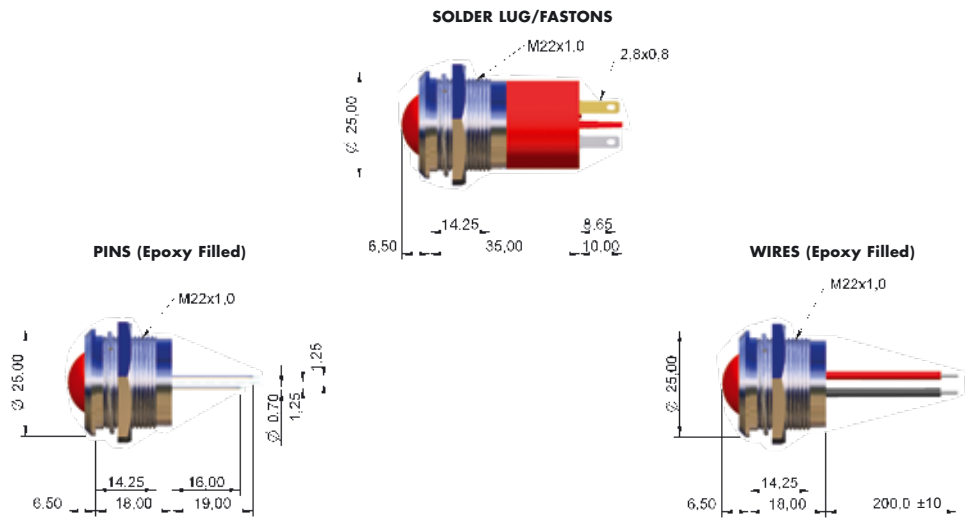 SOLDER LUG/FASTONS
M22x1,0
2,8x0,8
Ø 25,00
14.25
8.65
6,50
35,00
10,00
PINS (Epoxy Filled)
M22x1,0
Ø 25.00
1,25
1,25
Ø 0.70
14.25
16,00
6.50
18,00
19,00
WIRES (Epoxy Filled)
M22x1,0
Ø 25,00
14,25
6,50
18,00
200,0 ±10